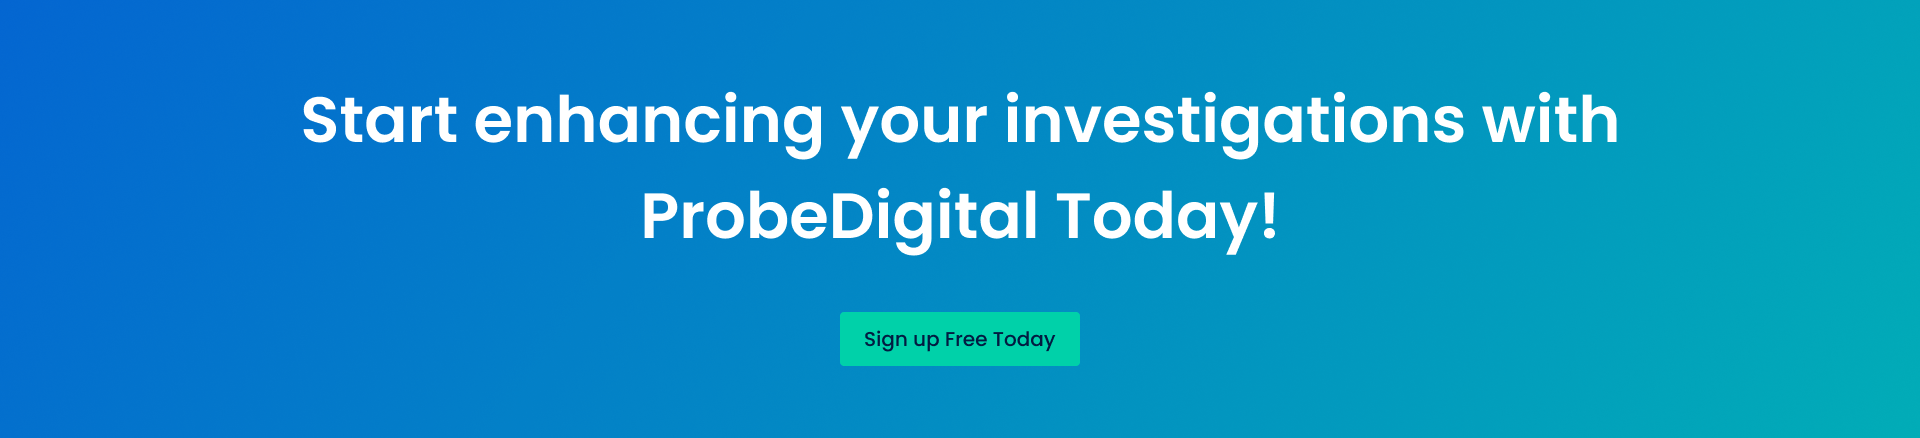 Start enhancing your investigations with
ProbeDigital Today!
Sign up Free Today